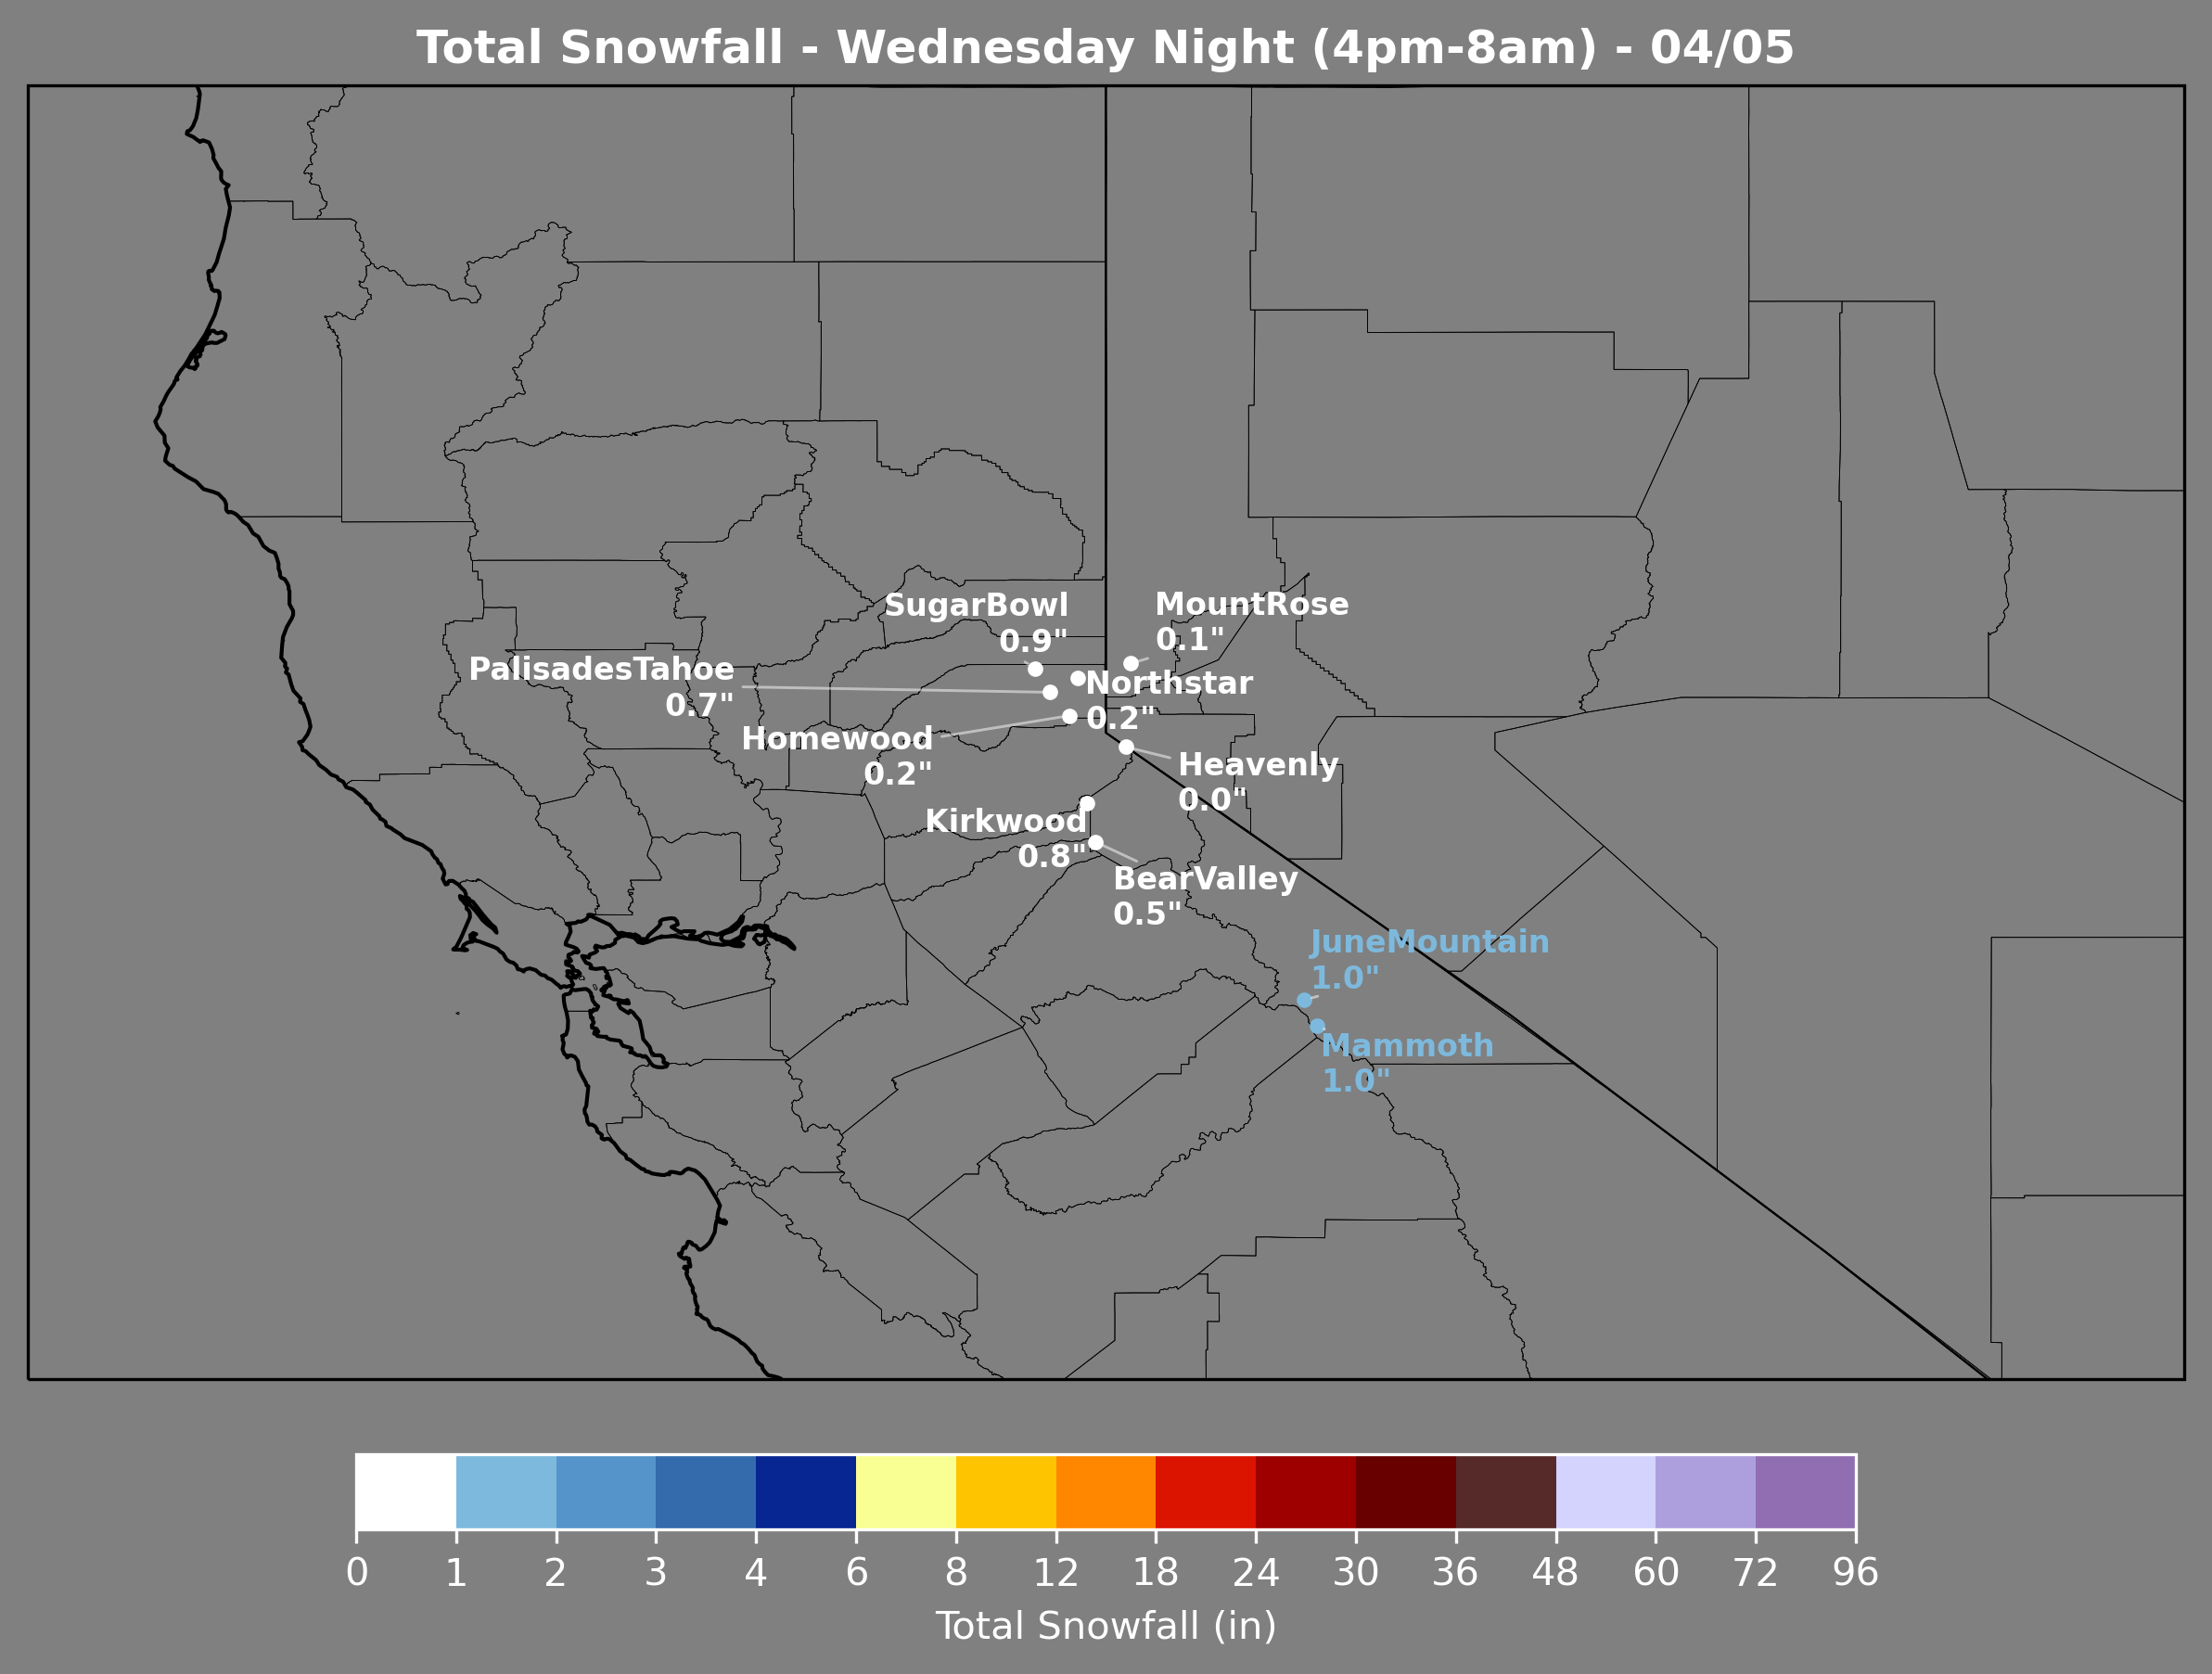 Total Snowfall - Wednesday Night (4pm-8am) - 04/05
SugarBowl
0.9"
MountRose
0.1"
PalisadesTahoe
0.7"
Northstar
0.2"
Homewood
0.2"
Heavenly
0.0"
Kirkwood
0.8"
BearValley
0.5"
JuneMountain
1.0"
Mammoth
1.0"
0 1 2 3 4 6 8 12 18 24 30 36 48 60 72 96
Total Snowfall (in)